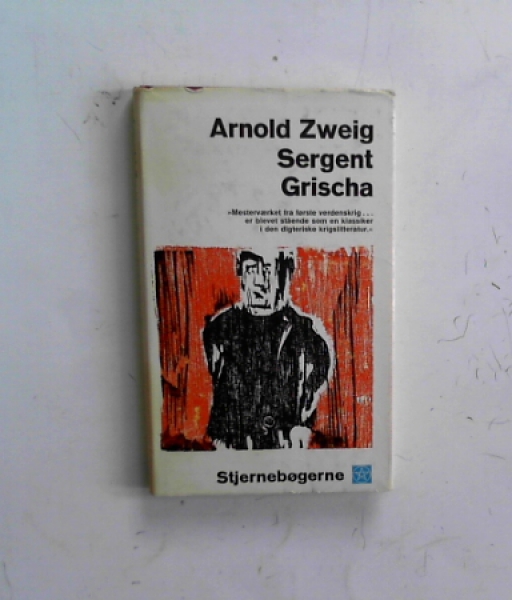 Arnold Zweig
Sergent
Grischa
»Mesterværket fra første verdenskrig...
er blevet stående som en klassiker
i den digteriske krigslitteratur.«
Stjernebøgerne